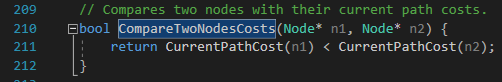 209 // Compares two nodes with their current path costs.
210 bool CompareTwoNodesCosts(Node* n1, Node* n2) {
211 return CurrentPathCost(n1) < CurrentPathCost(n2);
212 }